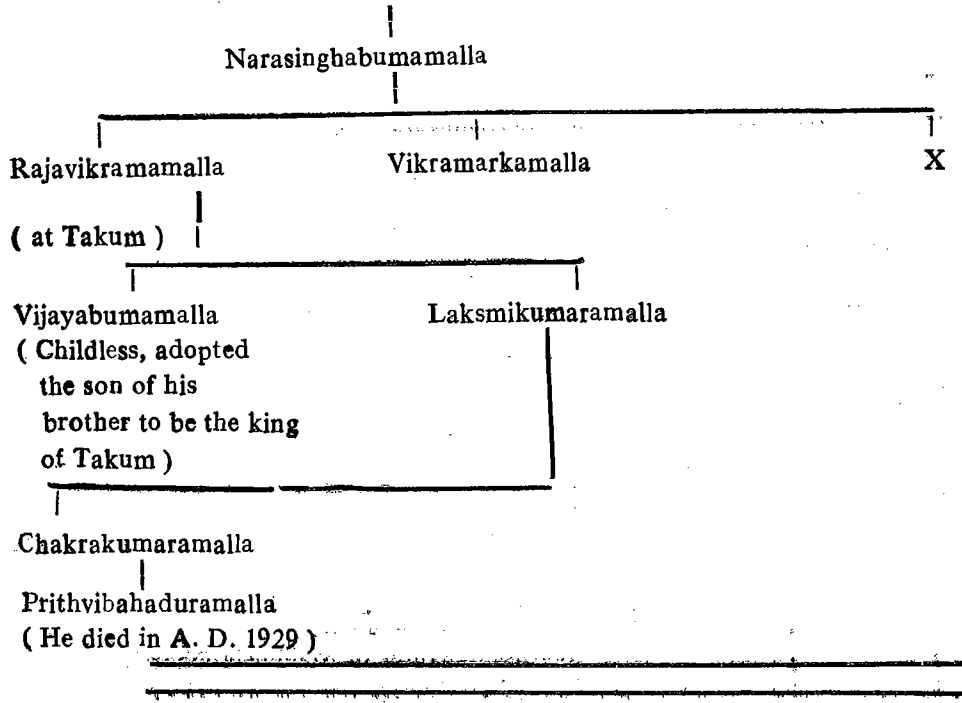 Narasinghabumamalla
Rajavikramamalla Vikramarkamalla X
( at Takum )
Vijayabumamalla Laksmikumaramalla
( Childless, adopted
the son of his
brother to be the king
of Takum )
Chakrakumaramalla
Prithvibahaduramalla
( He died in A. D. 1929 )